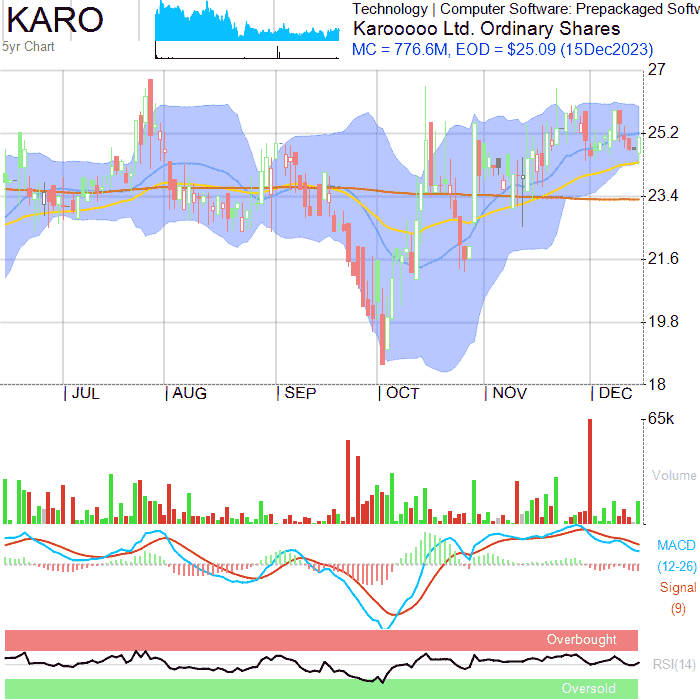 KARO
5yr Chart
Technology | Computer Software: Prepackaged Softw
Karooooo Ltd. Ordinary Shares
MC = 776.6M, EOD = $25.09 (15Dec2023)
27
25.2
23.4
21.6
19.8
18
JUL AUG SEP OCT NOV DEC
65k
Volume
0
MACD
(12-26)
Signal
(9)
Overbought
RSI(14)
Oversold